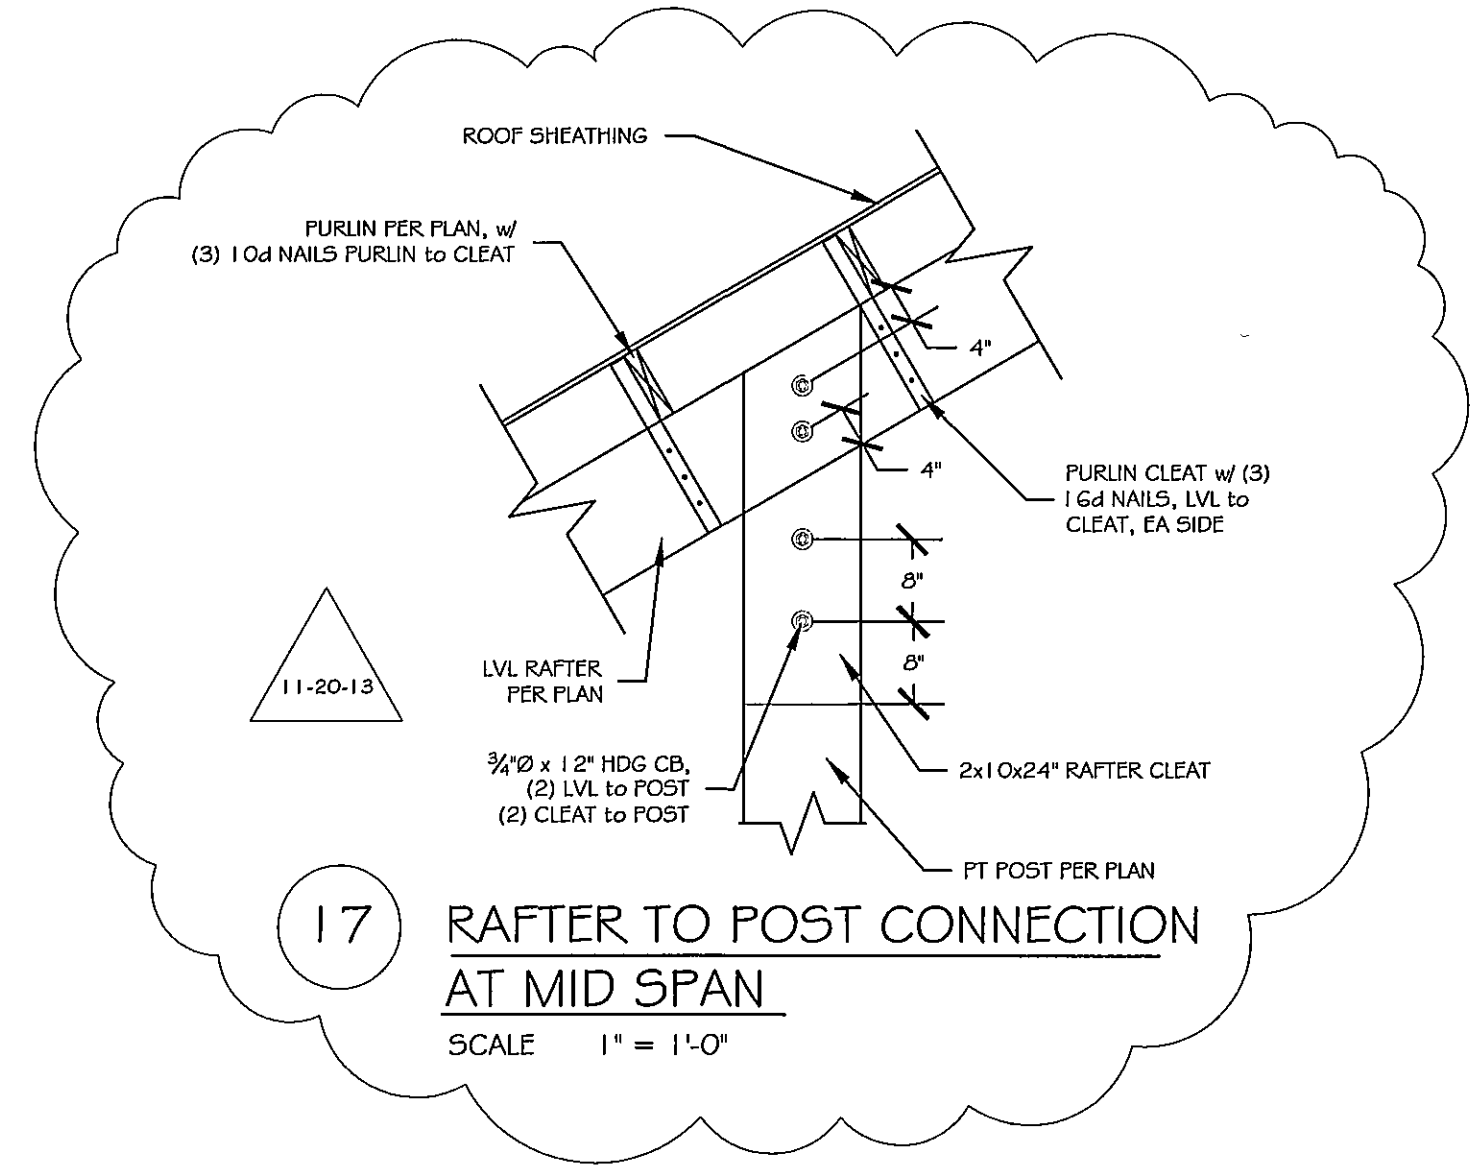 ROOF SHEATHING
PURLIN PER PLAN, w/
(3) 10d NAILS PURLIN to CLEAT
4"
4"
PURLIN CLEAT w/ (3)
16d NAILS, LVL to
CLEAT, EA SIDE
8"
8"
11-20-13
LVL RAFTER
PER PLAN
¾"Ø x 12" HDG CB,
(2) LVL to POST
(2) CLEAT to POST
2x10x24" RAFTER CLEAT
PT POST PER PLAN
17
RAFTER TO POST CONNECTION
AT MID SPAN
SCALE 1" = 1'-0"